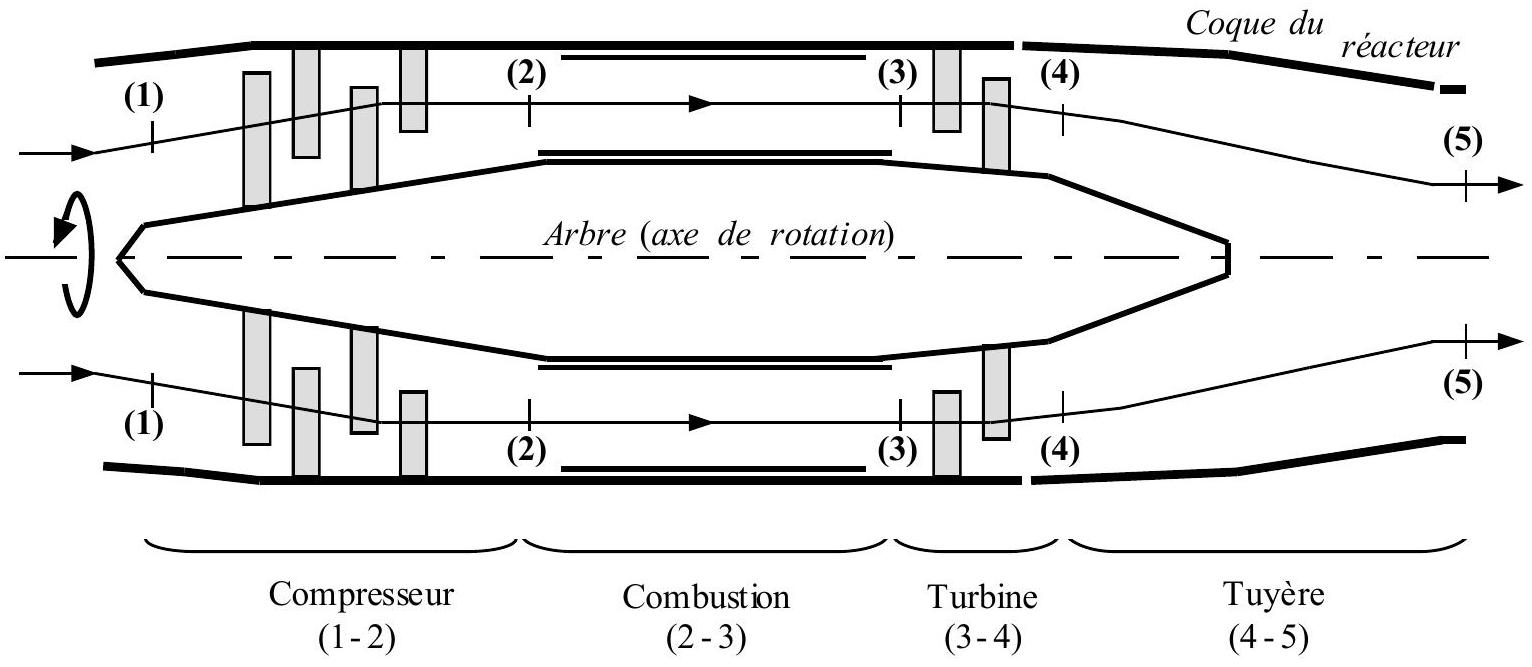 Coque du
réacteur
(1)
(2)
(3)
(4)
(5)
Arbre (axe de rotation)
(1)
(2)
(3)
(4)
(5)
Compresseur
(1-2)
Combustion
(2-3)
Turbine
(3-4)
Tuyère
(4-5)